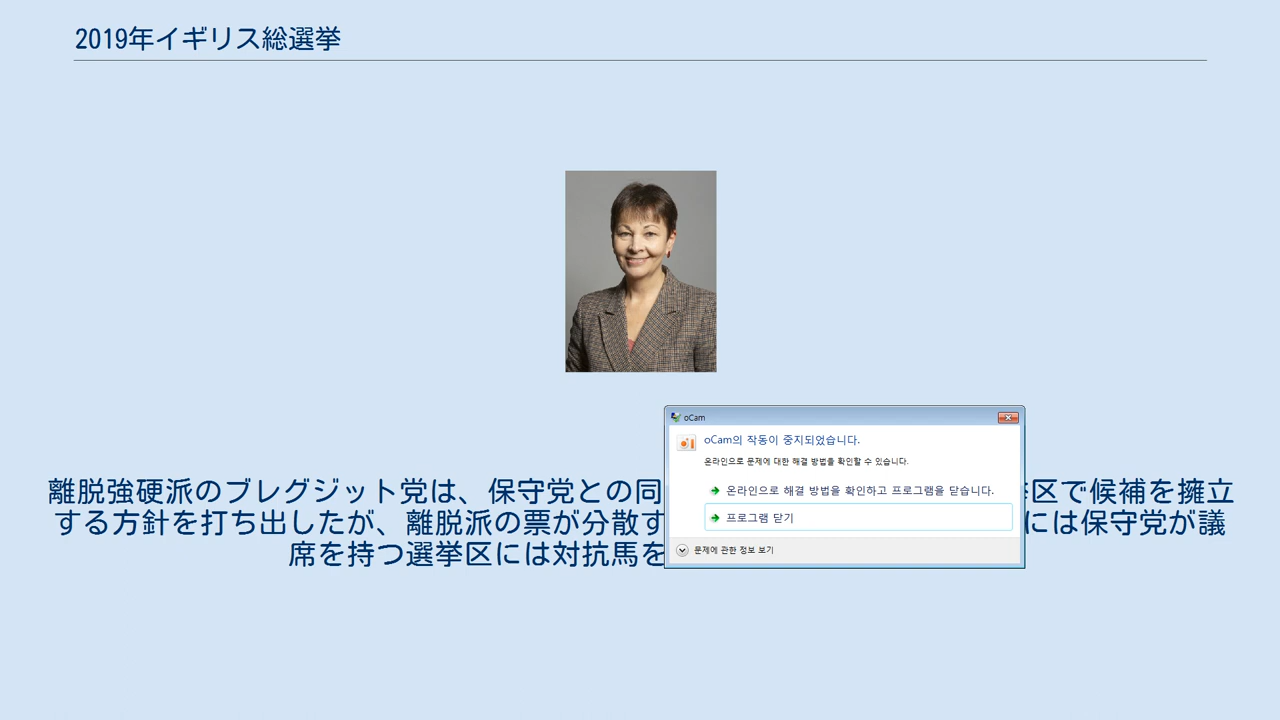 2019年イギリス総選挙
oCam
oCam의 작동이 중지되었습니다.
온라인으로 문제에 대한 해결 방법을 확인할 수 있습니다.
온라인으로 해결 방법을 확인하고 프로그램을 닫습니다.
프로그램 닫기
문제에 관한 정보 보기
離脱強硬派のブレグジット党は、保守党との同 区で候補を擁立
する方針を打ち出したが、離脱派の票が分散す には保守党が議
席を持つ選挙区には対抗馬を